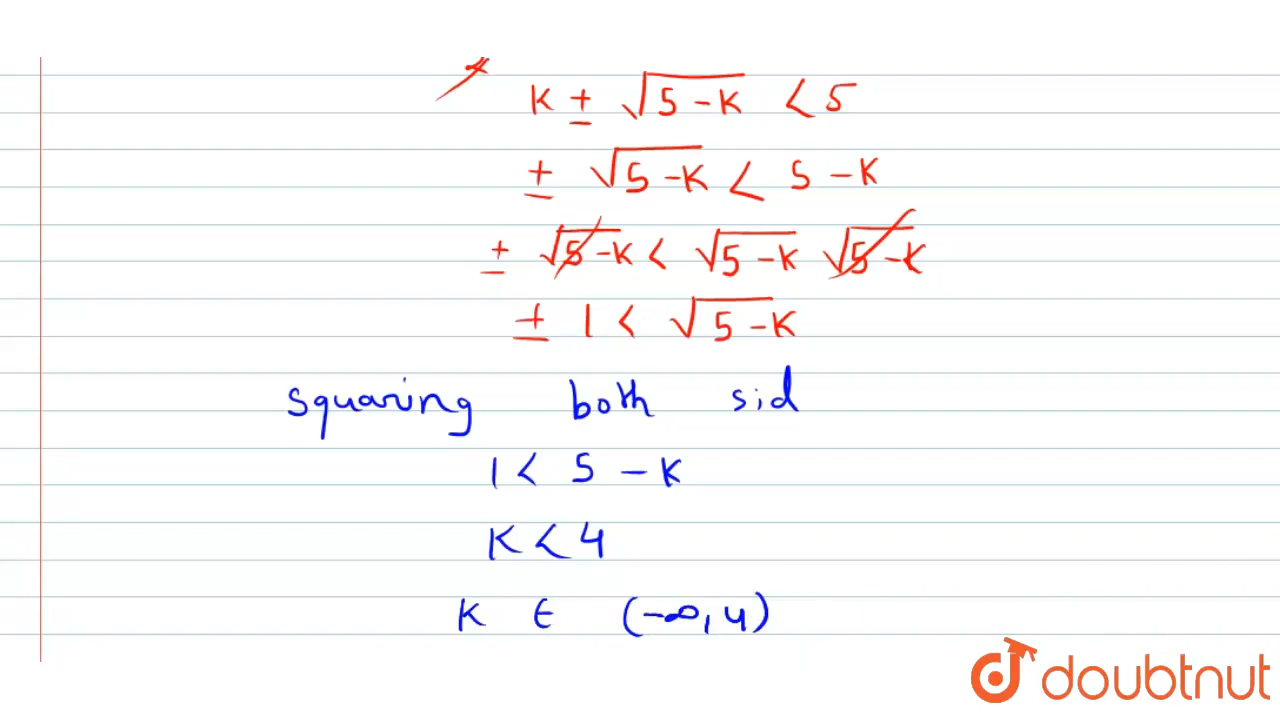 K ± √(5 - K) < 5
± √(5 - K) < 5 - K
± √(5 - K) < √(5 - K) √(5 - K)
± 1 < √(5 - K)
squaring both sid
1 < 5 - K
K < 4
K ∈ (-∞, 4)
doubtnut